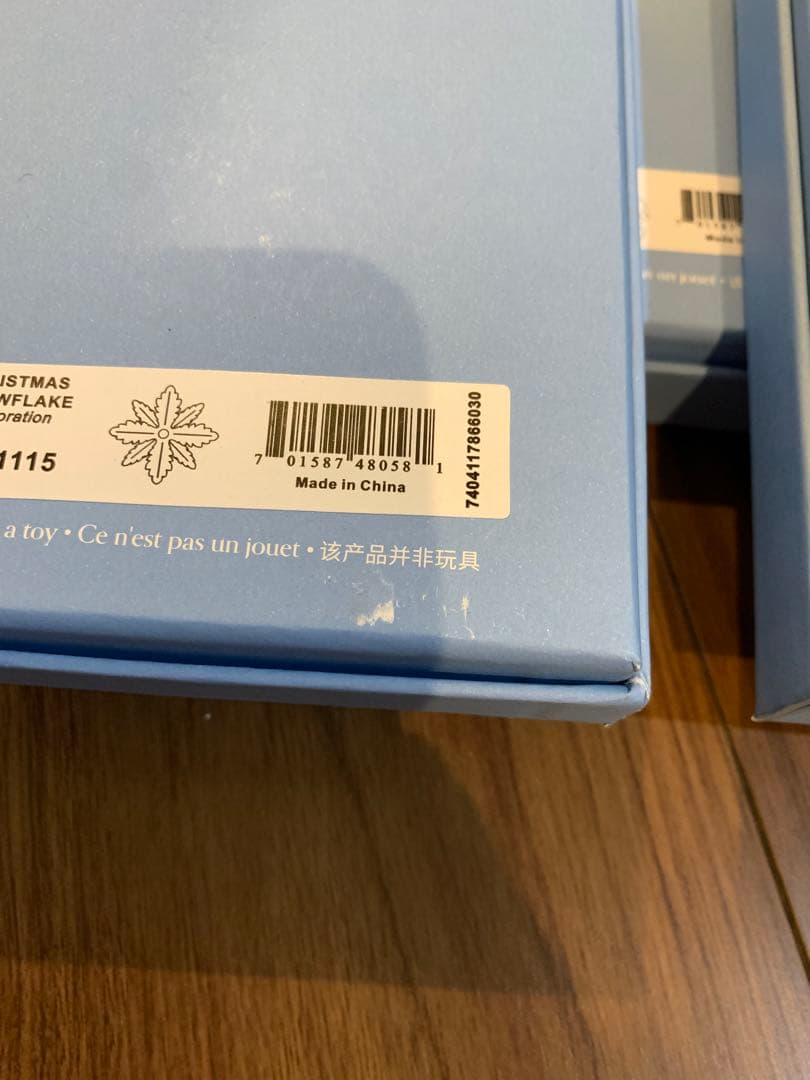 ISTMAS
WFLAKE
oration
1115
7 01587 48058 1
Made in China
7404117866030
a toy • Ce n'est pas un jouet • 该产品并非玩具